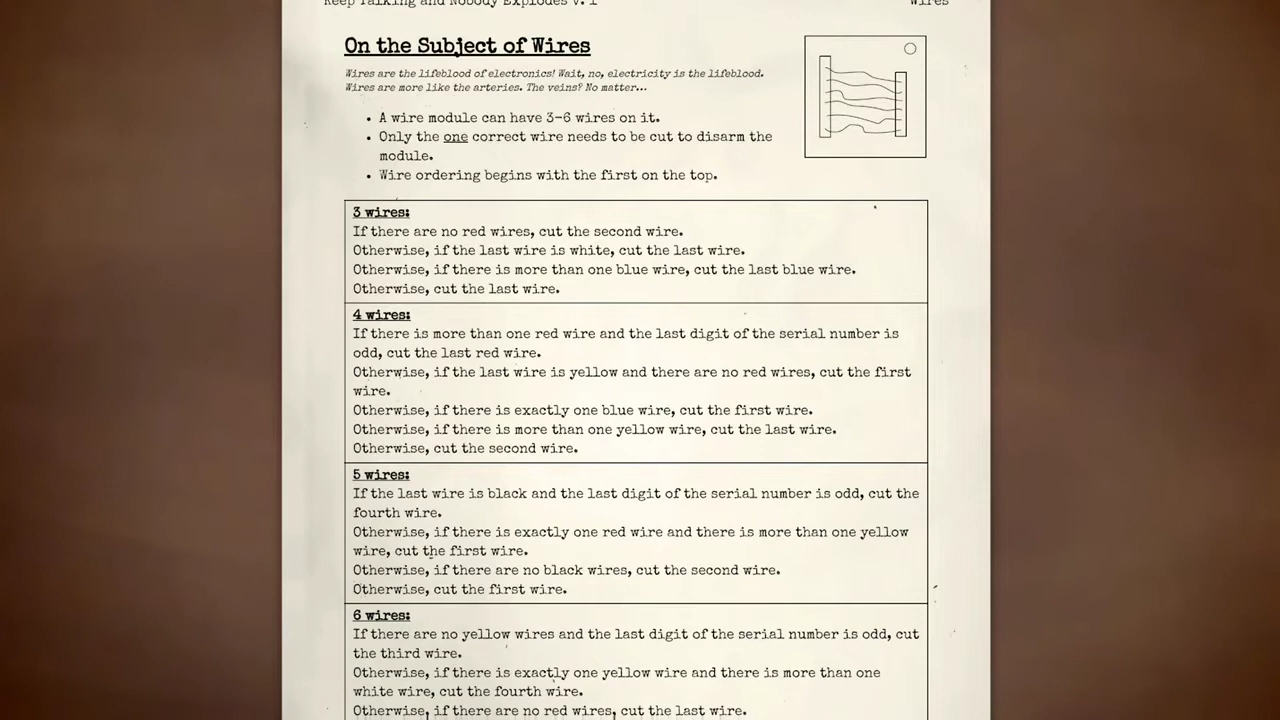 Keep Talking and Nobody Explodes v. 1
Wires
On the Subject of Wires
Wires are the lifeblood of electronics! Wait, no, electricity is the lifeblood.
Wires are more like the arteries. The veins? No matter...
• A wire module can have 3-6 wires on it.
• Only the one correct wire needs to be cut to disarm the
module.
• Wire ordering begins with the first on the top.
3 wires:
If there are no red wires, cut the second wire.
Otherwise, if the last wire is white, cut the last wire.
Otherwise, if there is more than one blue wire, cut the last blue wire.
Otherwise, cut the last wire.
4 wires:
If there is more than one red wire and the last digit of the serial number is
odd, cut the last red wire.
Otherwise, if the last wire is yellow and there are no red wires, cut the first
wire.
Otherwise, if there is exactly one blue wire, cut the first wire.
Otherwise, if there is more than one yellow wire, cut the last wire.
Otherwise, cut the second wire.
5 wires:
If the last wire is black and the last digit of the serial number is odd, cut the
fourth wire.
Otherwise, if there is exactly one red wire and there is more than one yellow
wire, cut the first wire.
Otherwise, if there are no black wires, cut the second wire.
Otherwise, cut the first wire.
6 wires:
If there are no yellow wires and the last digit of the serial number is odd, cut
the third wire.
Otherwise, if there is exactly one yellow wire and there is more than one
white wire, cut the fourth wire.
Otherwise, if there are no red wires, cut the last wire.